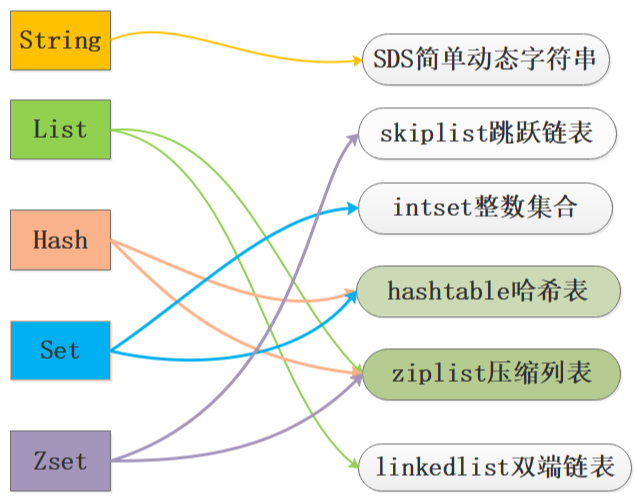 String
SDS简单动态字符串
List
skiplist跳跃链表
intset整数集合
Hash
hashtable哈希表
Set
ziplist压缩列表
Zset
linkedlist双端链表